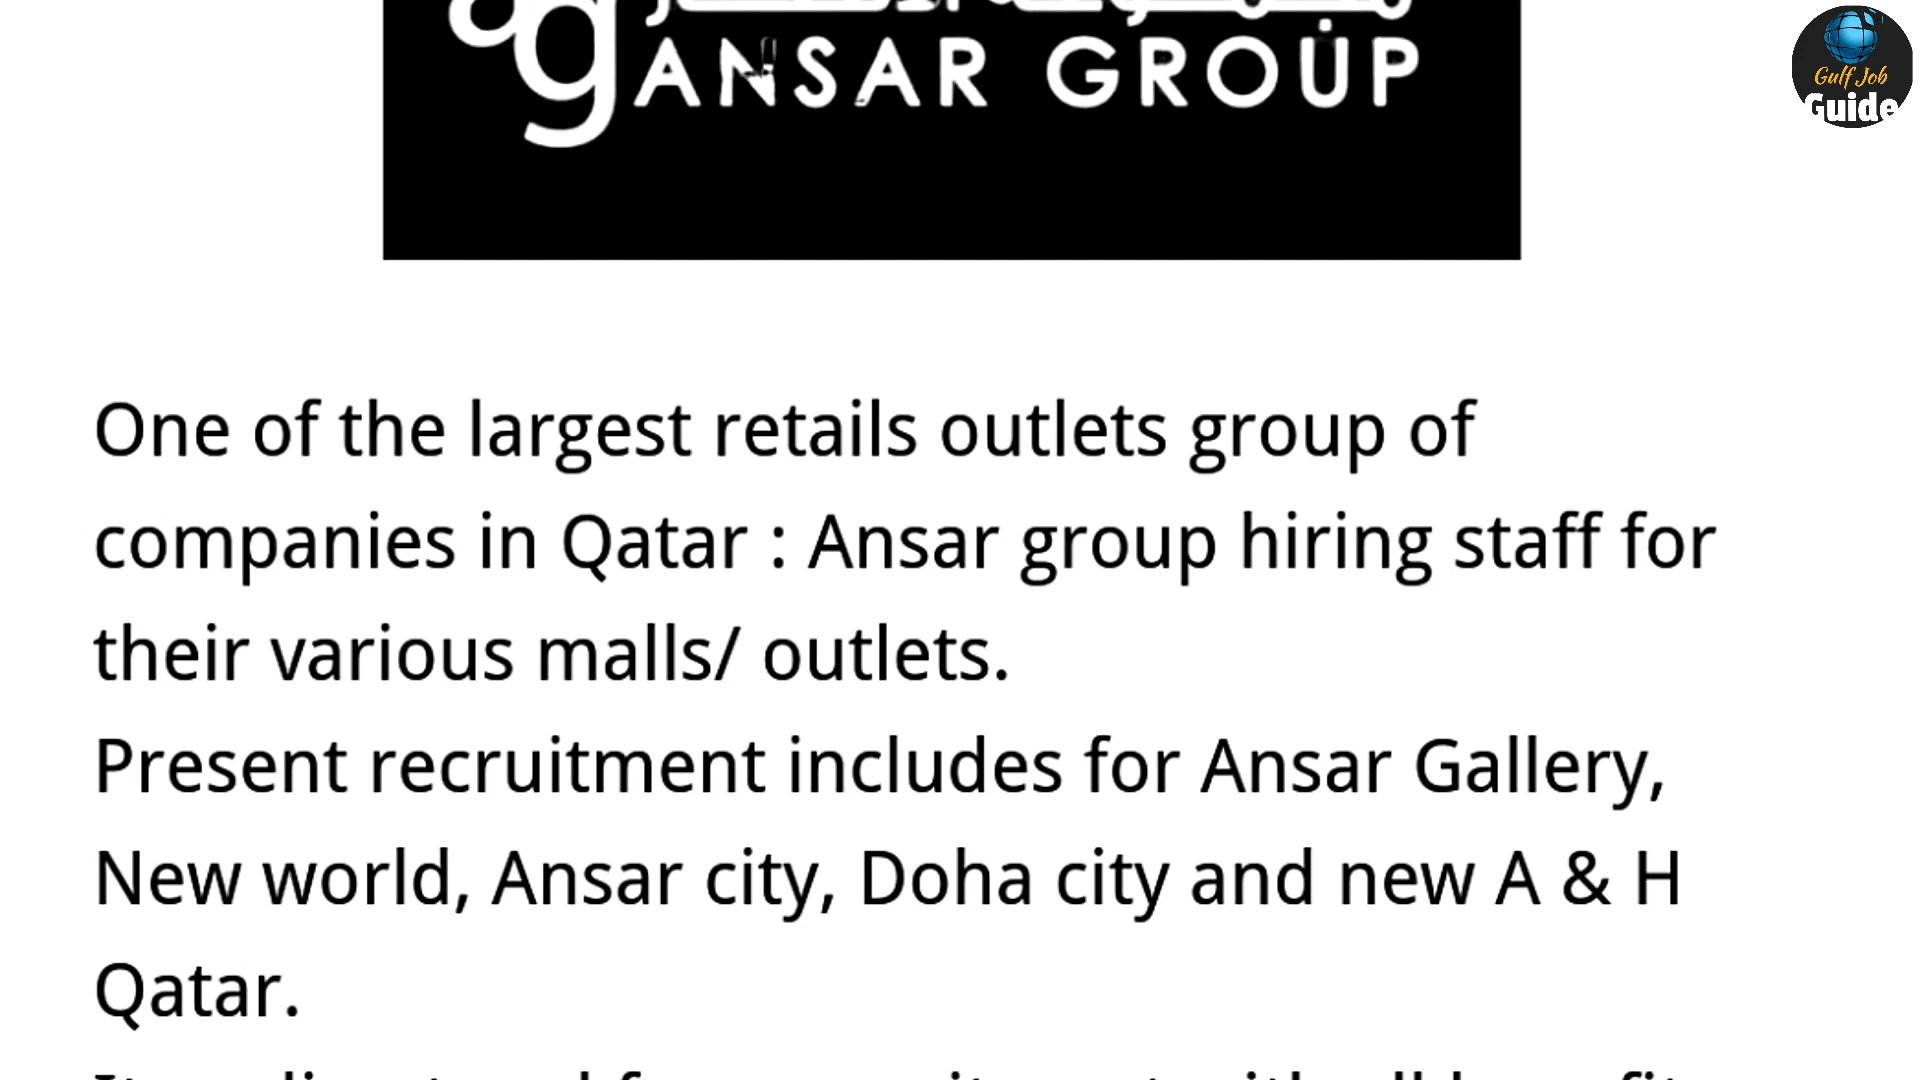 ANSAR GROUP
Gulf Job
Guide
One of the largest retails outlets group of
companies in Qatar : Ansar group hiring staff for
their various malls/ outlets.
Present recruitment includes for Ansar Gallery,
New world, Ansar city, Doha city and new A & H
Qatar.